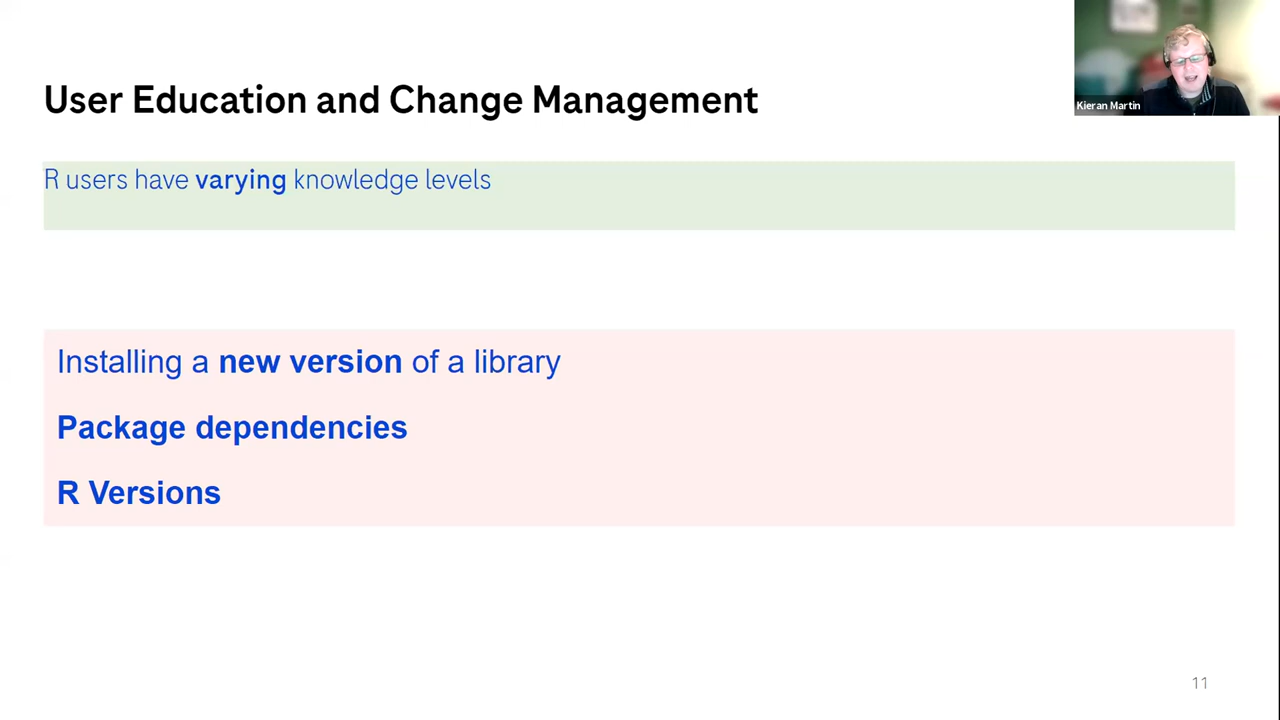 User Education and Change Management
Kieran Martin
R users have varying knowledge levels
Installing a new version of a library
Package dependencies
R Versions
11